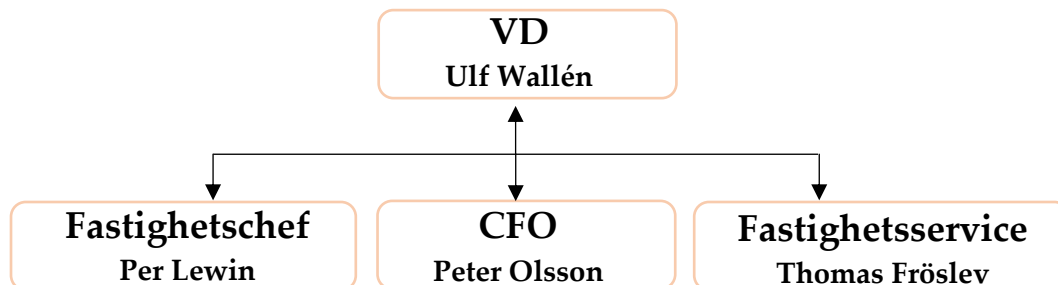 VD
Ulf Wallén
Fastighetschef
Per Lewin
CFO
Peter Olsson
Fastighetsservice
Thomas Fröslev